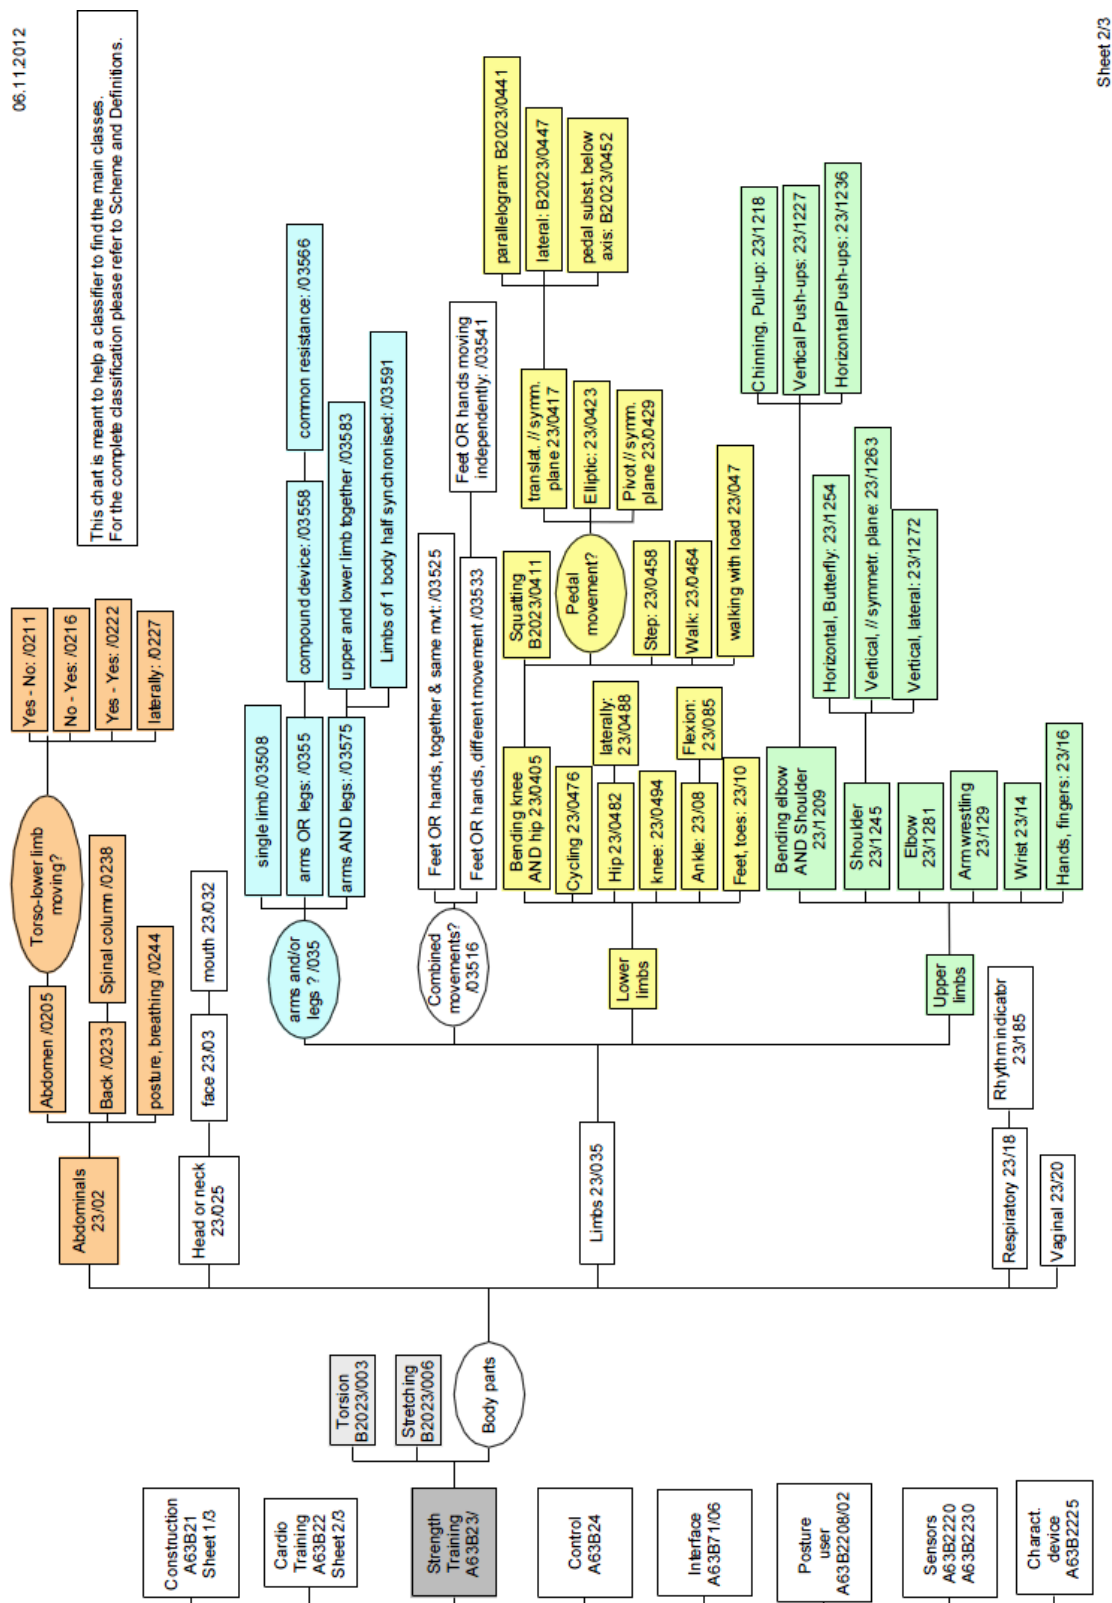 06.11.2012
This chart is meant to help a classifier to find the main classes.
For the complete classification please refer to Scheme and Definitions.
Construction
A63B21
Sheet 1/3
Cardio
Training
A63B22
Sheet 2/3
Strength
Training
A63B23/
Control
A63B24
Interface
A63B71/06
Posture
user
A63B2208/02
Sensors
A63B2220
A63B2230
Charact.
device
A63B2225
Torsion
B2023/003
Stretching
B2023/006
Body parts
Abdominals
23/02
Abdomen /0205
Torso-lower limb
moving?
Yes - No: /0211
No - Yes: /0216
Yes - Yes: /0222
laterally: /0227
Back /0233
Spinal column /0238
posture, breathing /0244
Head or neck
23/025
face 23/03
mouth 23/032
Limbs 23/035
arms and/or
legs ? /035
single limb /03508
arms OR legs: /0355
compound device: /03558
common resistance: /03566
arms AND legs: /03575
upper and lower limb together /03583
Limbs of 1 body half synchronised: /03591
Combined
movements?
/03516
Feet OR hands, together & same mvt: /03525
Feet OR hands, different movement /03533
Feet OR hands moving
independently: /03541
Lower
limbs
Bending knee
AND hip 23/0405
Squatting
B2023/0411
Pedal
movement?
translat. // symm.
plane 23/0417
parallelogram: B2023/0441
lateral: B2023/0447
pedal subst. below
axis: B2023/0452
Elliptic: 23/0423
Pivot // symm.
plane 23/0429
Step: 23/0458
Walk: 23/0464
walking with load 23/047
Cycling 23/0476
Hip 23/0482
laterally:
23/0488
knee: 23/0494
Ankle: 23/08
Flexion:
23/085
Feet, toes: 23/10
Upper
limbs
Bending elbow
AND Shoulder
23/1209
Chinning, Pull-up: 23/1218
Vertical Push-ups: 23/1227
Horizontal Push-ups: 23/1236
Shoulder
23/1245
Horizontal, Butterfly: 23/1254
Vertical, // symmetr. plane: 23/1263
Vertical, lateral: 23/1272
Elbow
23/1281
Armwrestling
23/129
Wrist 23/14
Hands, fingers: 23/16
Respiratory 23/18
Rhythm indicator
23/185
Vaginal 23/20
Sheet 2/3